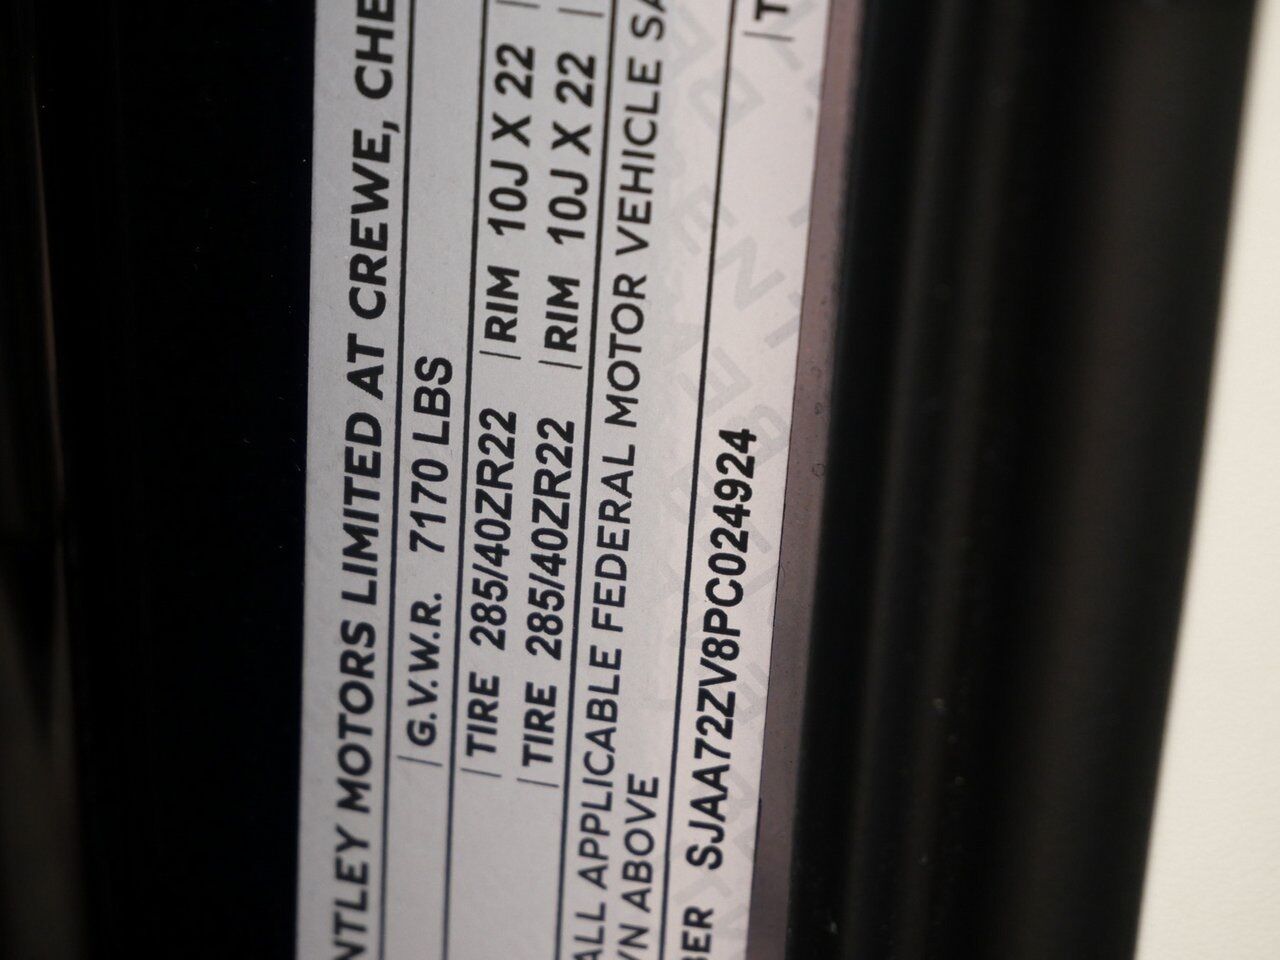 NTLEY MOTORS LIMITED AT CREWE, CHE
G.V.W.R. 7170 LBS
TIRE 285/40ZR22 RIM 10J X 22
TIRE 285/40ZR22 RIM 10J X 22
ALL APPLICABLE FEDERAL MOTOR VEHICLE SA
VN ABOVE
BER SJAA72ZV8PC024924
T